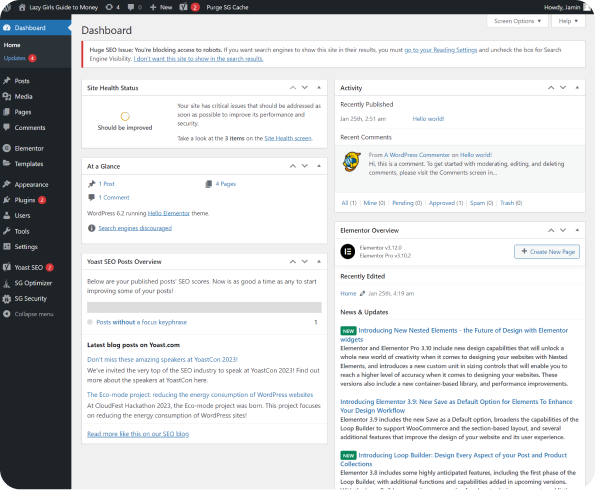 Lazy Girls Guide to Money 4 0 New 2 Purge SG Cache Howdy, Jamin
Dashboard
Home
Updates 4
Posts
Media
Pages
Comments
Elementor
Templates
Appearance
Plugins 2
Users
Tools
Settings
Yoast SEO 2
SG Optimizer
SG Security
Collapse menu
Screen Options Help
Dashboard
Huge SEO Issue: You're blocking access to robots. If you want search engines to show this site in their results, you must go to your Reading Settings and uncheck the box for Search
Engine Visibility. I don't want this site to show in the search results.
Site Health Status
Should be improved
Your site has critical issues that should be addressed as
soon as possible to improve its performance and
security.
Take a look at the 3 items on the Site Health screen.
At a Glance
1 Post 4 Pages
1 Comment
WordPress 6.2 running Hello Elementor theme.
Search engines discouraged
Yoast SEO Posts Overview
Below are your published posts' SEO scores. Now is as good a time as any to start
improving some of your posts!
Posts without a focus keyphrase 1
Latest blog posts on Yoast.com
Don't miss these amazing speakers at YoastCon 2023!
We've invited the very top of the SEO industry to speak at YoastCon 2023! Find out
more about the speakers at YoastCon here.
The Eco-mode project: reducing the energy consumption of WordPress websites
At CloudFest Hackathon 2023, the Eco-mode project was born. This project focuses
on reducing the energy consumption of WordPress sites!
Read more like this on our SEO blog
Activity
Recently Published
Jan 25th, 2:51 am Hello world!
Recent Comments
From A WordPress Commenter on Hello world!
Hi, this is a comment. To get started with moderating, editing, and deleting
comments, please visit the Comments screen in...
All (1) | Mine (0) | Pending (0) | Approved (1) | Spam (0) | Trash (0)
Elementor Overview
Elementor v3.12.0
Elementor Pro v3.10.2
Create New Page
Recently Edited
Home Jan 25th, 4:19 am
News & Updates
NEW Introducing New Nested Elements - the Future of Design with Elementor
widgets
Elementor and Elementor Pro 3.10 include new design capabilities that will unlock a
whole new world of creativity when it comes to designing your websites with Nested
Elements, and introduces a new custom unit in sizing controls that will enable you to
reach a higher level of accuracy when it comes to designing your websites. These
versions also include a new container-based library, and performance improvements.
Introducing Elementor 3.9: New Save as Default Option for Elements To Enhance
Your Design Workflow
Elementor 3.9 includes the new Save as a Default option, broadens the capabilities of the
Loop Builder to support WooCommerce and the section-based layout, and several
additional features that improve the design of your website and its user experience.
NEW Introducing Loop Builder: Design Every Aspect of your Post and Product
Collections
Elementor 3.8 includes some highly anticipated features, including the first phase of the
Loop Builder, with additional functions and capabilities added in upcoming versions.